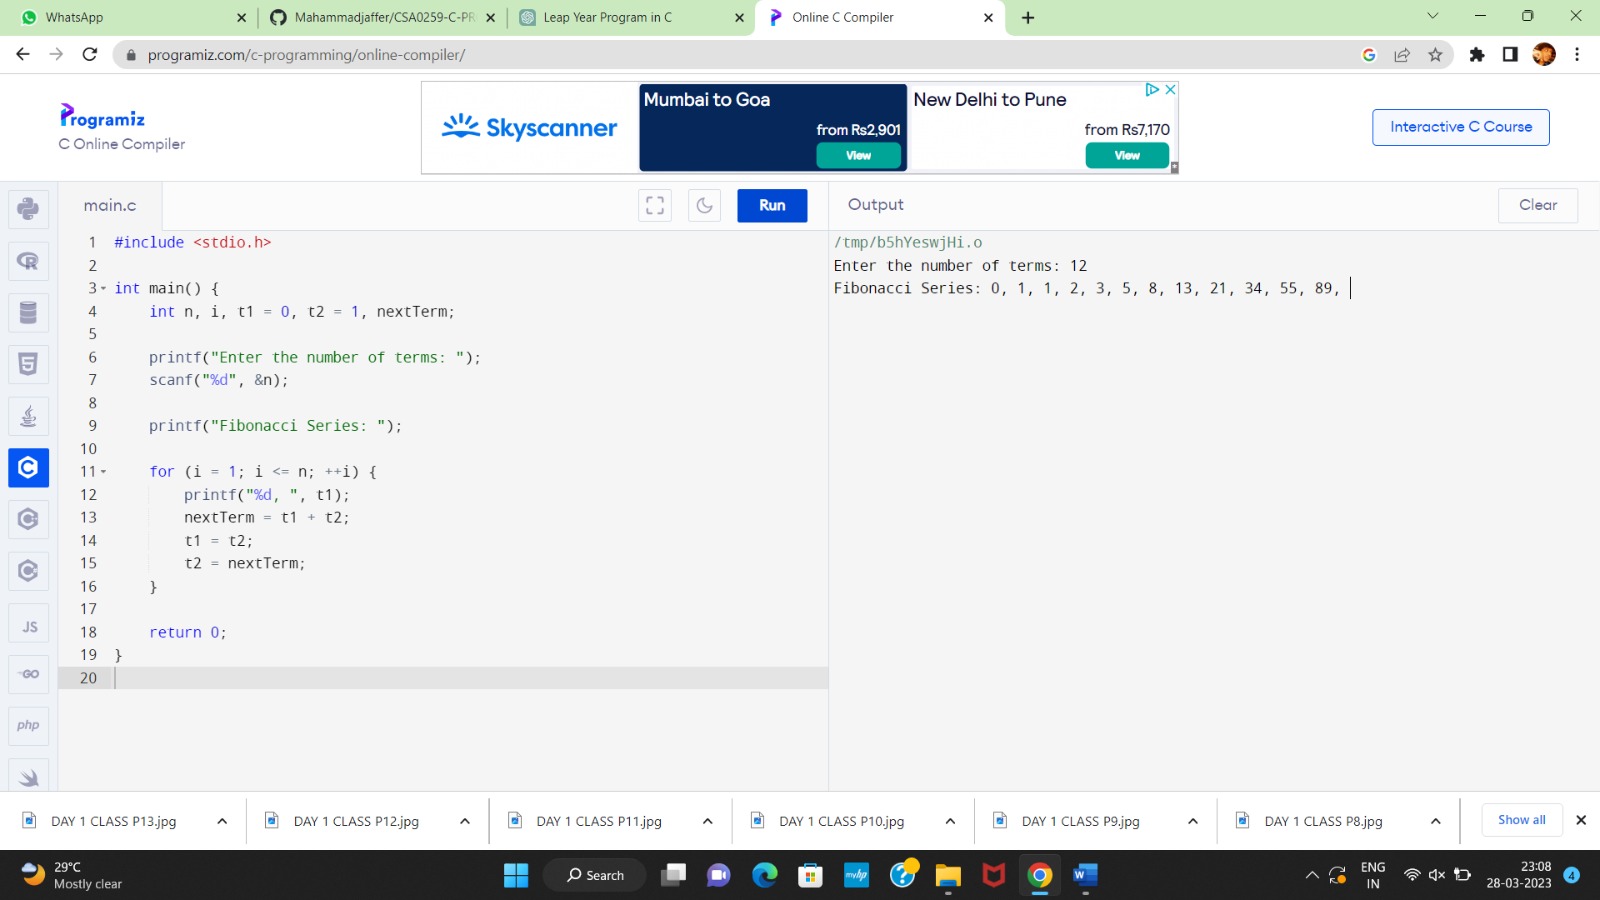 WhatsApp
Mahammadjaffer/CSA0259-C-PR
Leap Year Program in C
Online C Compiler
programiz.com/c-programming/online-compiler/
Programiz
C Online Compiler
Skyscanner
Mumbai to Goa
from Rs2,901
View
New Delhi to Pune
from Rs7,170
View
Interactive C Course
main.c
Run
Output
Clear
1 #include <stdio.h>
2
3 int main() {
4 int n, i, t1 = 0, t2 = 1, nextTerm;
5
6 printf("Enter the number of terms: ");
7 scanf("%d", &n);
8
9 printf("Fibonacci Series: ");
10
11 for (i = 1; i <= n; ++i) {
12 printf("%d, ", t1);
13 nextTerm = t1 + t2;
14 t1 = t2;
15 t2 = nextTerm;
16 }
17
18 return 0;
19 }
20
/tmp/b5hYeswjHi.o
Enter the number of terms: 12
Fibonacci Series: 0, 1, 1, 2, 3, 5, 8, 13, 21, 34, 55, 89,
JS
GO
php
DAY 1 CLASS P13.jpg
DAY 1 CLASS P12.jpg
DAY 1 CLASS P11.jpg
DAY 1 CLASS P10.jpg
DAY 1 CLASS P9.jpg
DAY 1 CLASS P8.jpg
Show all
29°C
Mostly clear
Search
myhp
ENG
IN
23:08
28-03-2023
4